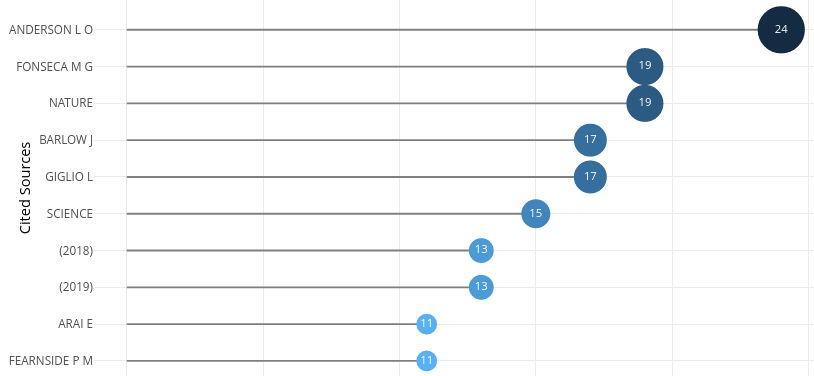 Cited Sources
ANDERSON L O 24
FONSECA M G 19
NATURE 19
BARLOW J 17
GIGLIO L 17
SCIENCE 15
(2018) 13
(2019) 13
ARAI E 11
FEARNSIDE P M 11